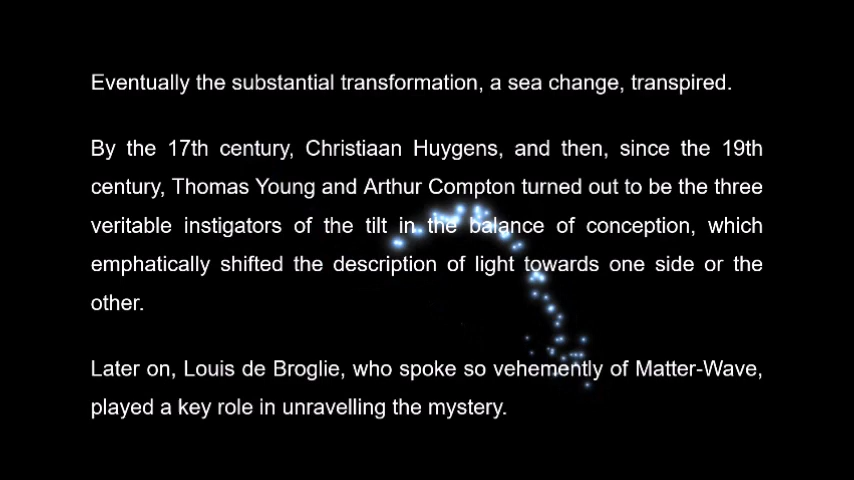 Eventually the substantial transformation, a sea change, transpired.
By the 17th century, Christiaan Huygens, and then, since the 19th
century, Thomas Young and Arthur Compton turned out to be the three
veritable instigators of the tilt in the balance of conception, which
emphatically shifted the description of light towards one side or the
other.
Later on, Louis de Broglie, who spoke so vehemently of Matter-Wave,
played a key role in unravelling the mystery.